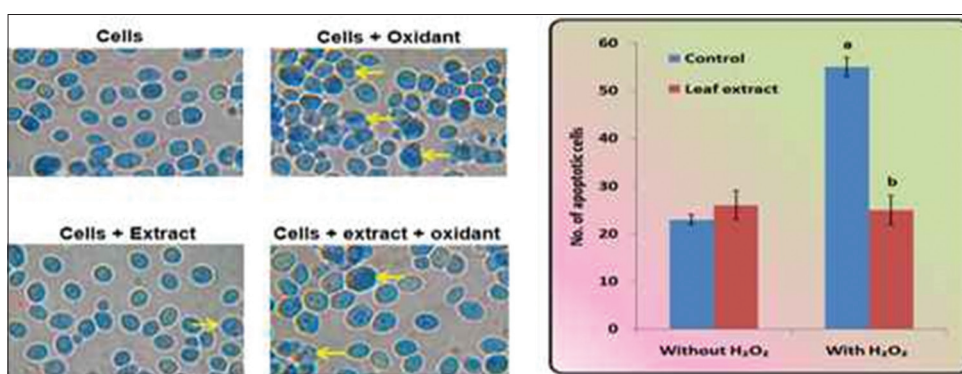 Cells
Cells + Oxidant
Cells + Extract
Cells + extract + oxidant
No. of apoptotic cells
60
50
40
30
20
10
0
Control
Leaf extract
a
b
Without H₂O₂
With H₂O₂